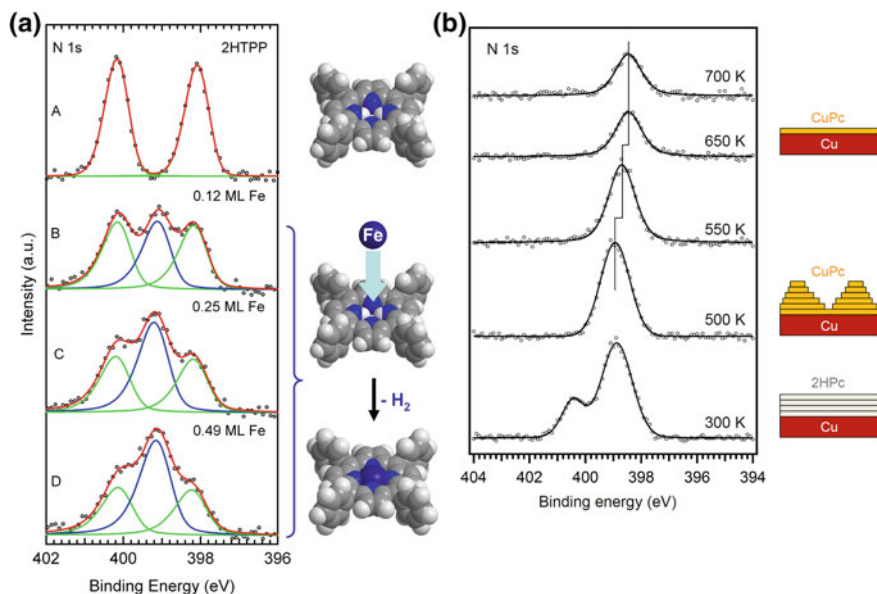 (a)
N 1s 2HTPP
A
0.12 ML Fe
B
0.25 ML Fe
C
0.49 ML Fe
D
402 400 398 396
Binding Energy (eV)
Intensity (a.u.)
Fe
- H₂
(b)
N 1s
700 K
650 K
550 K
500 K
300 K
404 402 400 398 396 394
Binding energy (eV)
CuPc
Cu
CuPc
Cu
2HPc
Cu